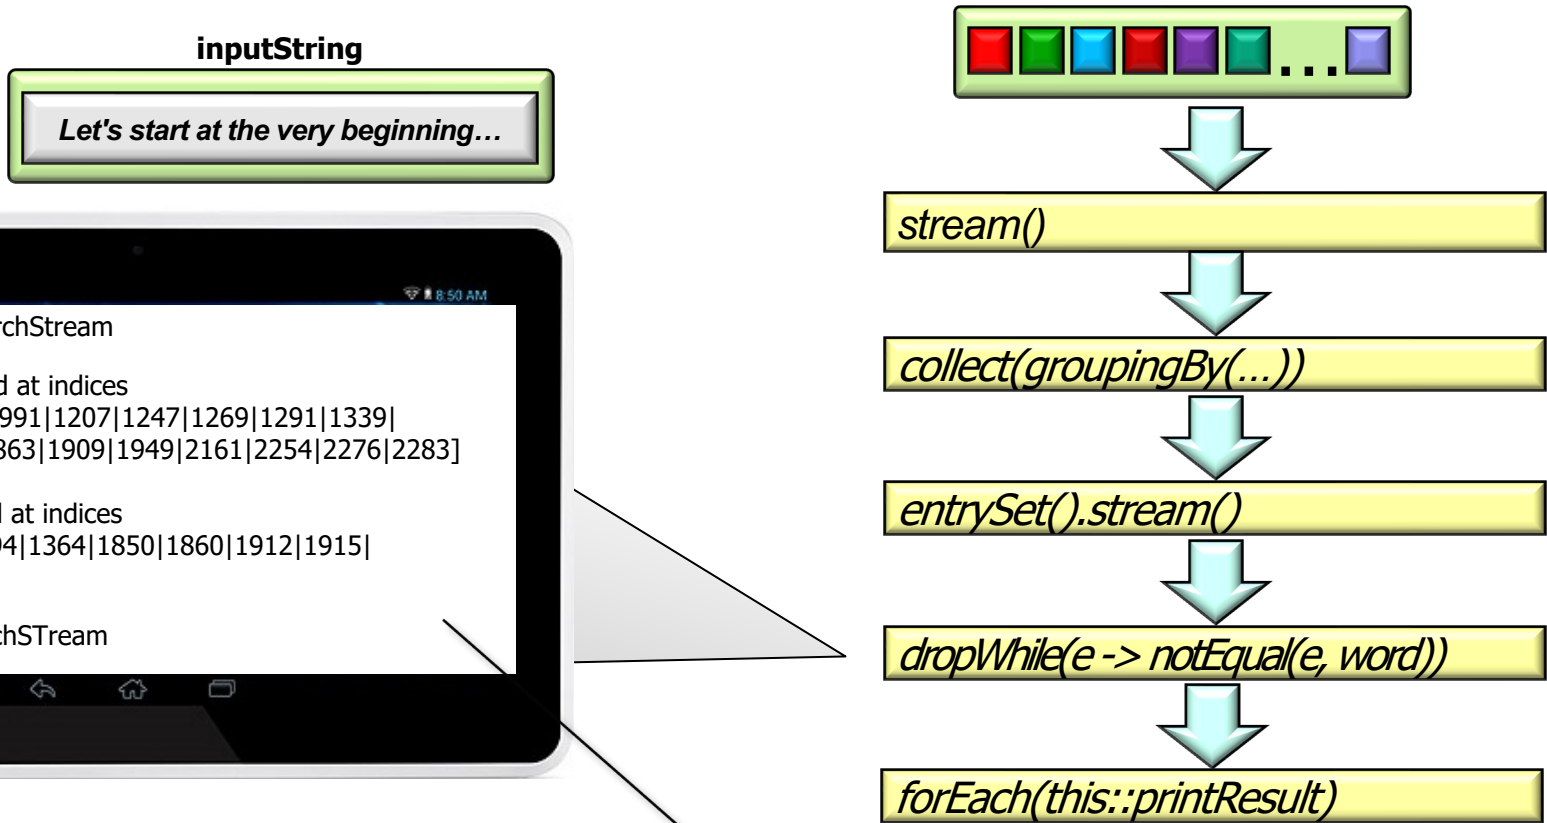 inputString
Let's start at the very beginning…
8:50 AM
rchStream
d at indices
991|1207|1247|1269|1291|1339|
363|1909|1949|2161|2254|2276|2283]
d at indices
94|1364|1850|1860|1912|1915|
chSTream
...
stream()
collect(groupingBy(...))
entrySet().stream()
dropWhile(e -> notEqual(e, word))
forEach(this::printResult)